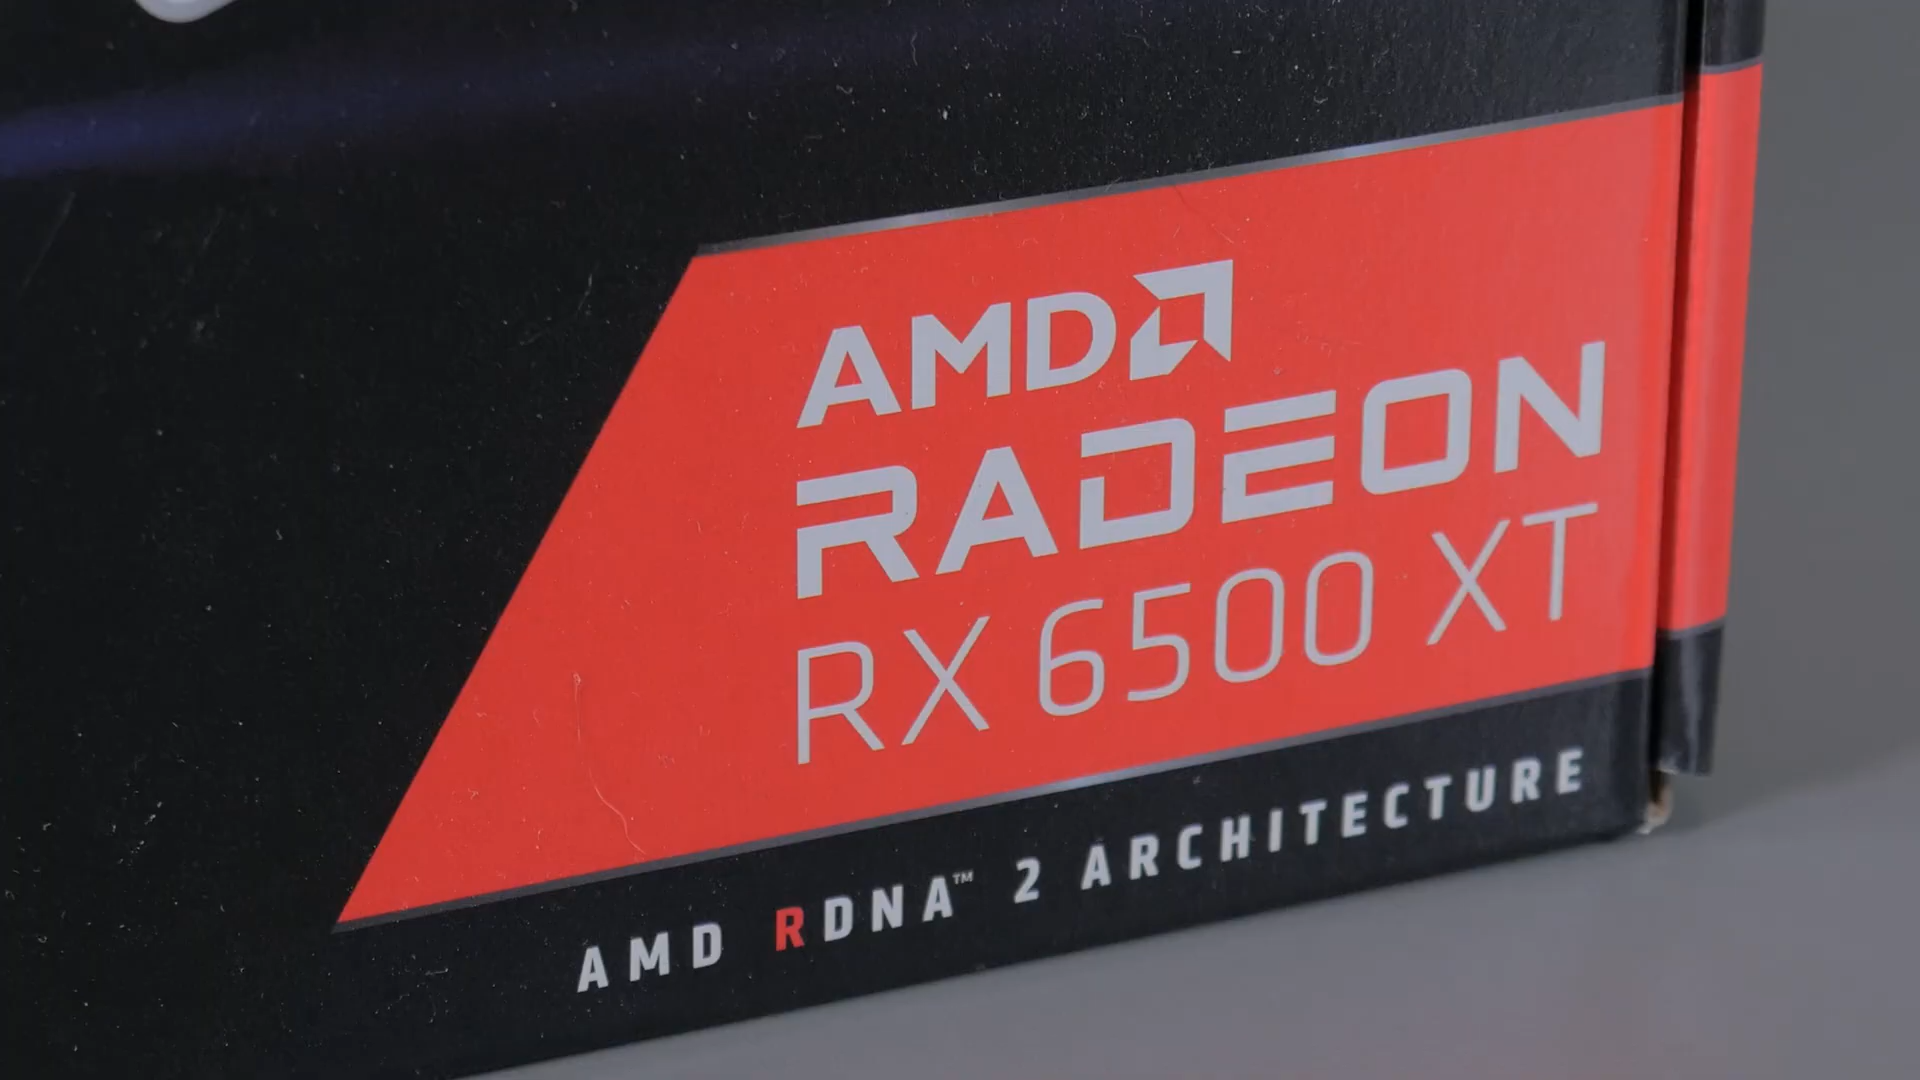 AMD
RADEON
RX 6500 XT
AMD RDNA™ 2 ARCHITECTURE